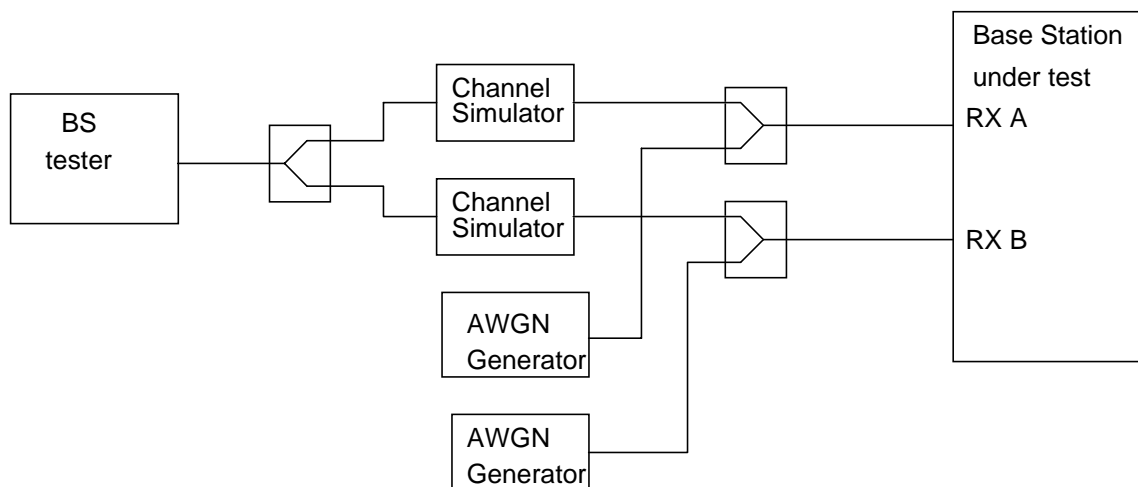 BS
tester
Channel
Simulator
Channel
Simulator
AWGN
Generator
AWGN
Generator
Base Station
under test
RX A
RX B